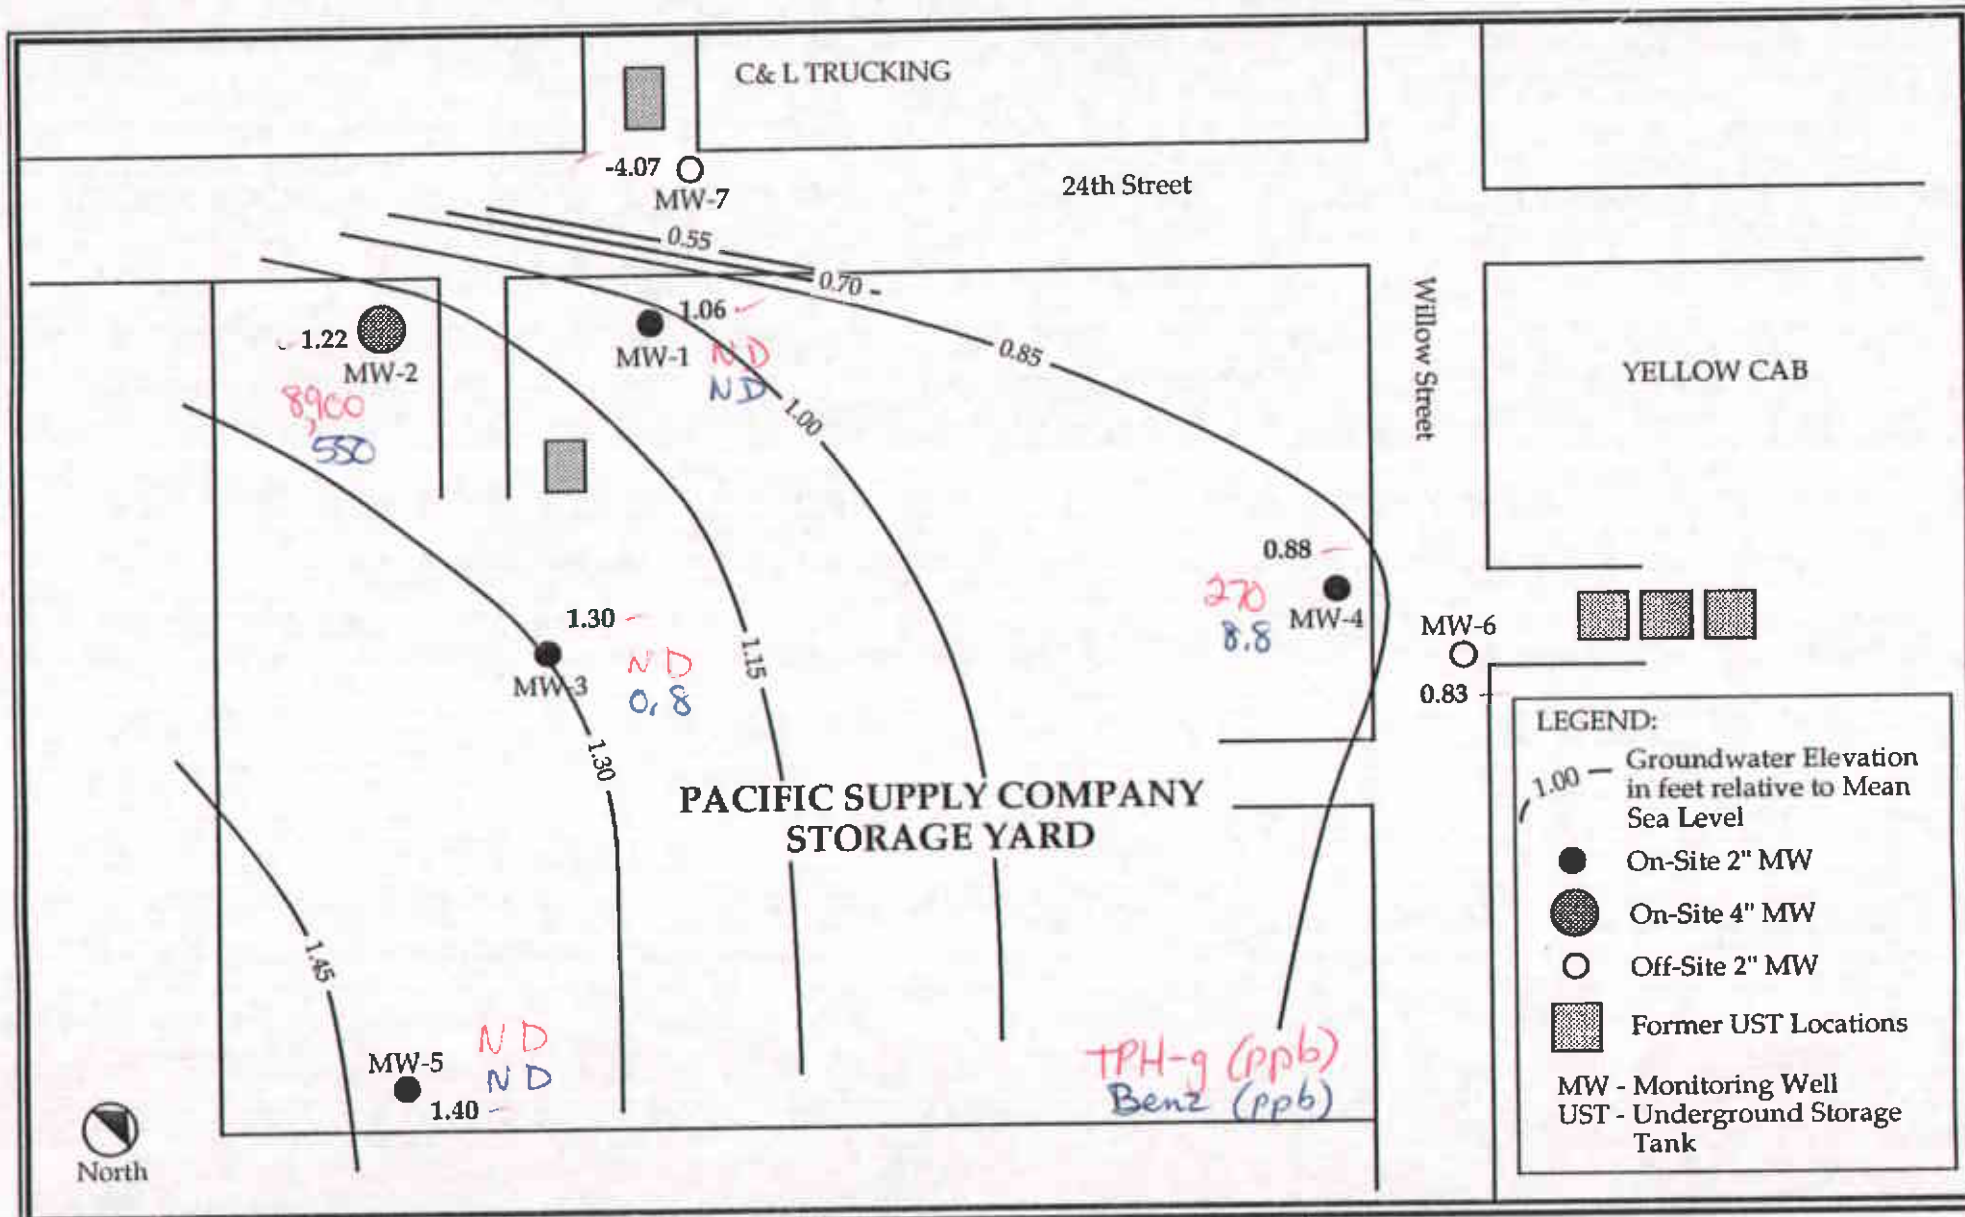 C& L TRUCKING
-4.07
MW-7
24th Street
0.55
0.70
1.06
MW-1
ND
ND
1.22
MW-2
8900
550
0.85
1.00
Willow Street
YELLOW CAB
0.88
270
8.8
MW-4
MW-6
0.83
1.30
MW-3
ND
0.8
1.15
1.30
PACIFIC SUPPLY COMPANY
STORAGE YARD
1.45
MW-5
1.40
ND
ND
TPH-g (ppb)
Benz (ppb)
North
LEGEND:
1.00
Groundwater Elevation
in feet relative to Mean
Sea Level
On-Site 2" MW
On-Site 4" MW
Off-Site 2" MW
Former UST Locations
MW - Monitoring Well
UST - Underground Storage
Tank